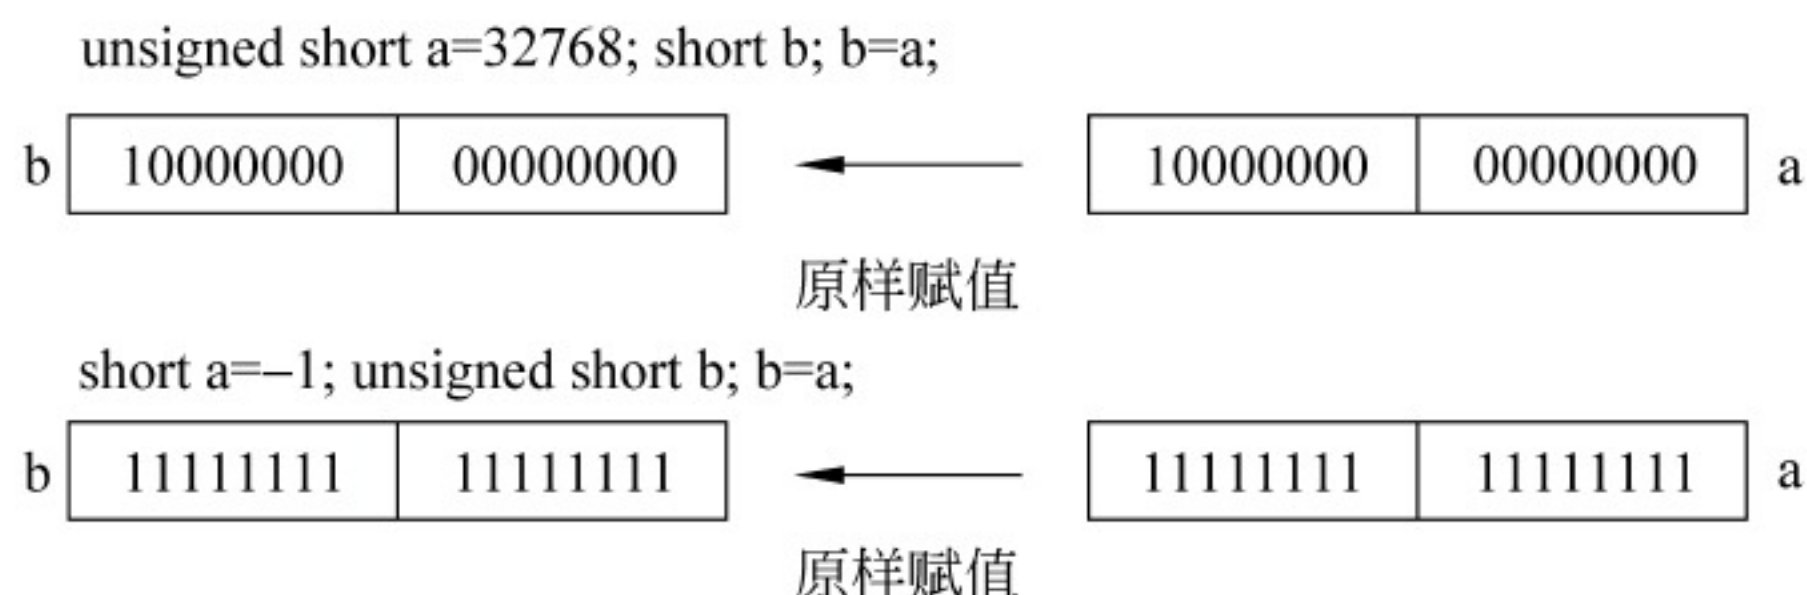 unsigned short a=32768; short b; b=a;
b 10000000 00000000 10000000 00000000 a
原样赋值
short a=–1; unsigned short b; b=a;
b 11111111 11111111 11111111 11111111 a
原样赋值